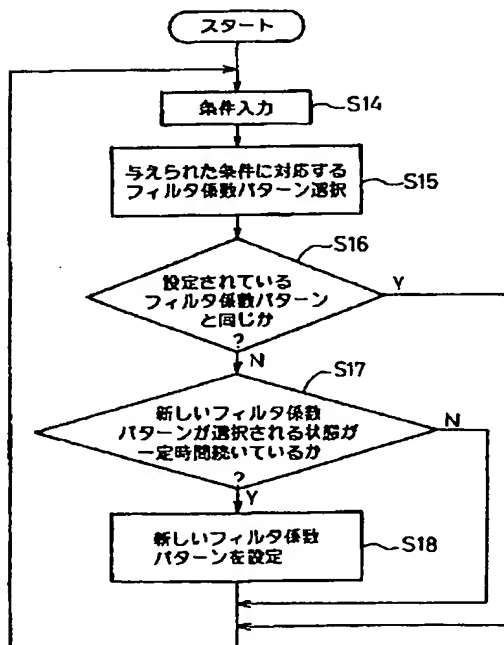 スタート
条件入力
S14
与えられた条件に対応する
フィルタ係数パターン選択
S15
S16
設定されている
フィルタ係数パターン
と同じか
?
Y
N
S17
新しいフィルタ係数
パターンが選択される状態が
一定時間続いているか
?
N
Y
新しいフィルタ係数
パターンを設定
S18